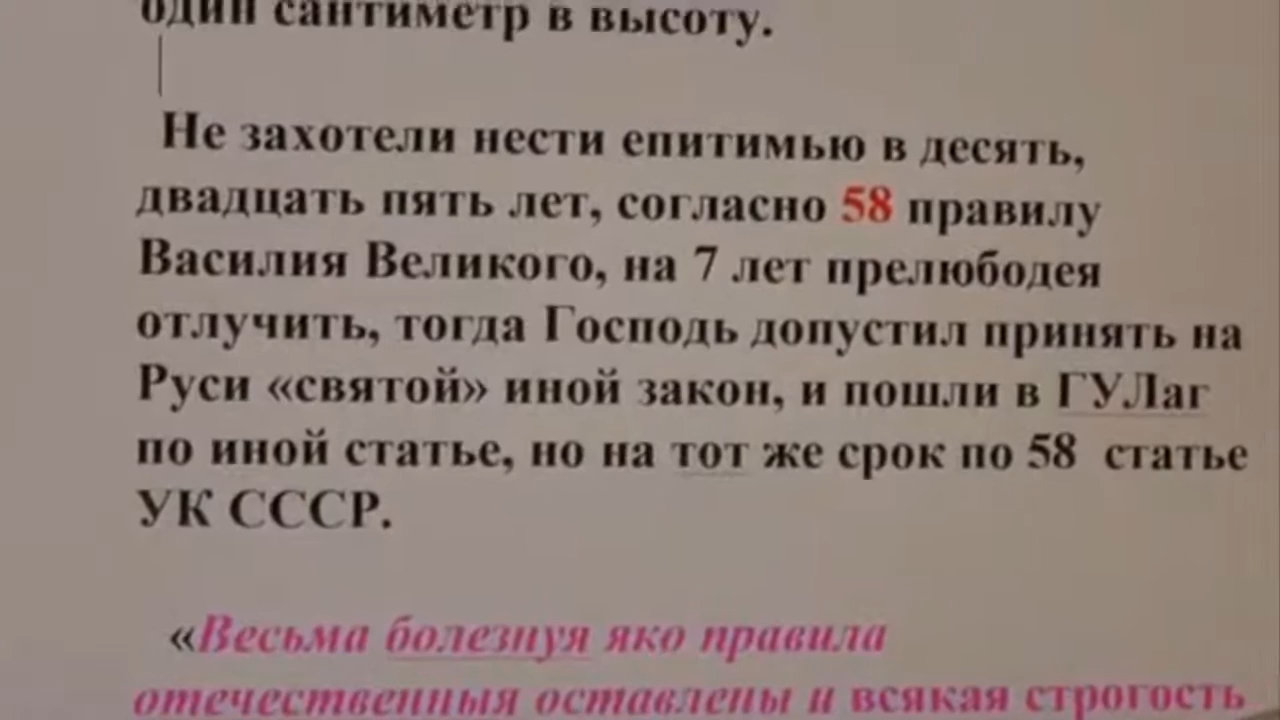 один сантиметр в высоту.
Не захотели нести епитимью в десять,
двадцать пять лет, согласно 58 правилу
Василия Великого, на 7 лет прелюбодея
отлучить, тогда Господь допустил принять на
Руси «святой» иной закон, и пошли в ГУЛаг
по иной статье, но на тот же срок по 58 статье
УК СССР.
«Весьма болезнуя яко правила
отечественныя оставлены и всякая строгость